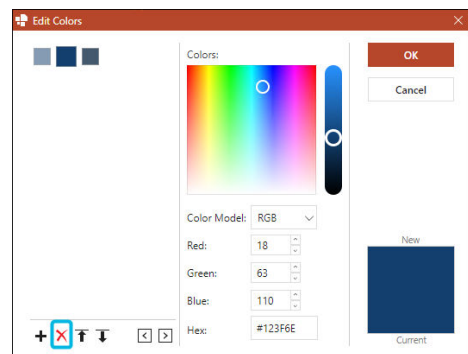 Edit Colors
Colors:
OK
Cancel
Color Model: RGB
Red: 18
Green: 63
Blue: 110
Hex: #123F6E
New
Current